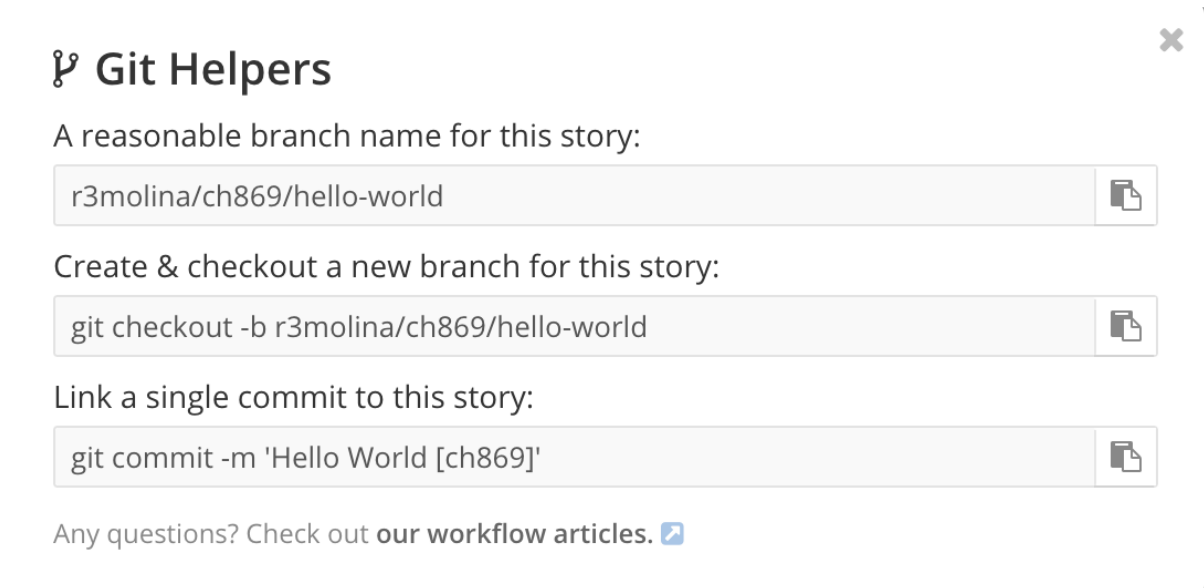 Git Helpers
A reasonable branch name for this story:
r3molina/ch869/hello-world
Create & checkout a new branch for this story:
git checkout -b r3molina/ch869/hello-world
Link a single commit to this story:
git commit -m 'Hello World [ch869]'
Any questions? Check out our workflow articles.